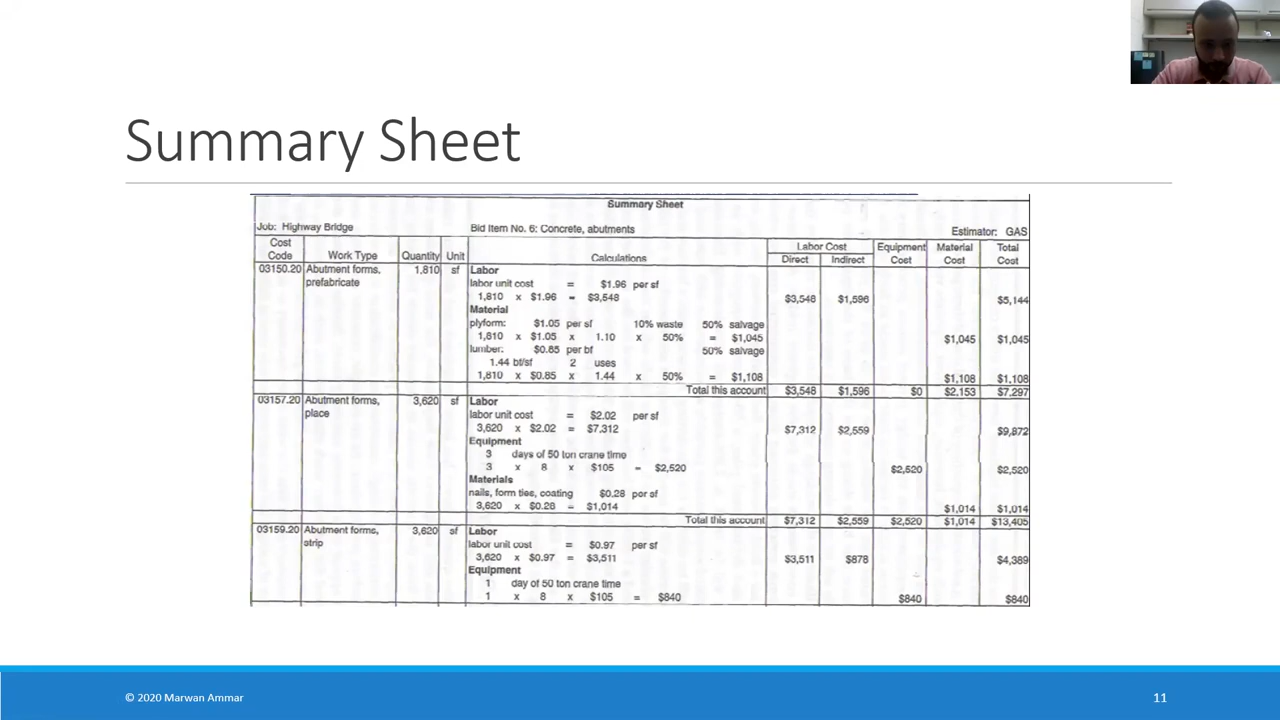 Summary Sheet
Summary Sheet
Job: Highway Bridge Bid Item No. 6: Concrete, abutments Estimator: GAS
Cost Code Work Type Quantity Unit Calculations Labor Cost Direct Indirect Equipment Cost Material Cost Total Cost
03150.20 Abutment forms, 1,810 sf Labor
prefabricate labor unit cost = $1.96 per sf
1,810 x $1.96 = $3,548 $3,548 $1,596 $5,144
Material
plyform: $1.05 per sf 10% waste 50% salvage
1,810 x $1.05 x 1.10 x 50% = $1,045 $1,045 $1,045
lumber: $0.85 per bf 50% salvage
1.44 bf/sf 2 uses
1,810 x $0.85 x 1.44 x 50% = $1,108 $1,108 $1,108
Total this account $3,548 $1,596 $0 $2,153 $7,297
03157.20 Abutment forms, 3,620 sf Labor
place labor unit cost = $2.02 per sf
3,620 x $2.02 = $7,312 $7,312 $2,559 $9,872
Equipment
3 days of 50 ton crane time
3 x 8 x $105 = $2,520 $2,520 $2,520
Materials
nails, form ties, coating $0.28 per sf
3,620 x $0.28 = $1,014 $1,014 $1,014
Total this account $7,312 $2,559 $2,520 $1,014 $13,405
03159.20 Abutment forms, 3,620 sf Labor
strip labor unit cost = $0.97 per sf
3,620 x $0.97 = $3,511 $3,511 $878 $4,389
Equipment
1 day of 50 ton crane time
1 x 8 x $105 = $840 $840 $840
© 2020 Marwan Ammar 11